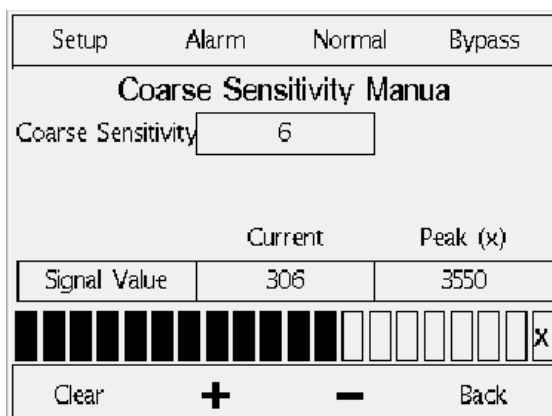 Setup Alarm Normal Bypass
Coarse Sensitivity Manua
Coarse Sensitivity 6
Current Peak (x)
Signal Value 306 3550
x
Clear + − Back